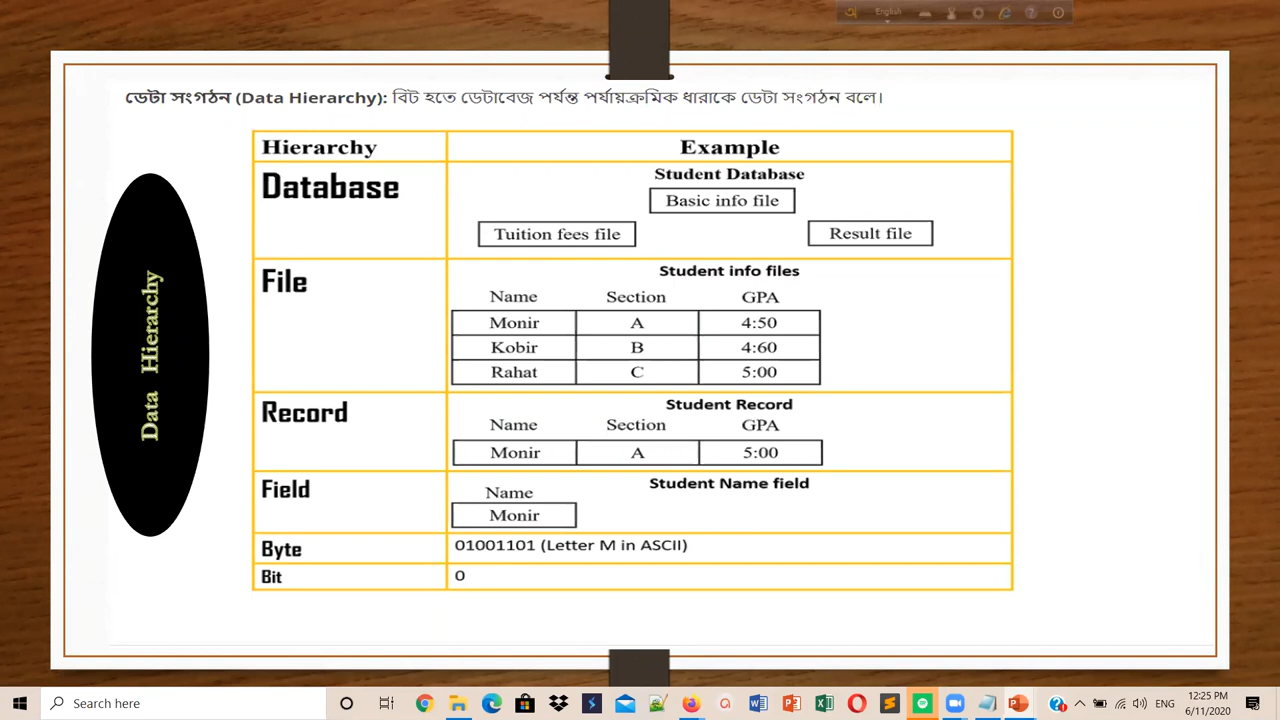 অ English
ডেটা সংগঠন (Data Hierarchy): বিট হতে ডেটাবেজ পর্যন্ত পর্যায়ক্রমিক ধারাকে ডেটা সংগঠন বলে।
Data Hierarchy
Hierarchy Example
Database Student Database
Basic info file
Tuition fees file Result file
File Student info files
Name Section GPA
Monir A 4:50
Kobir B 4:60
Rahat C 5:00
Record Student Record
Name Section GPA
Monir A 5:00
Field Student Name field
Name
Monir
Byte 01001101 (Letter M in ASCII)
Bit 0
Search here
ENG
12:25 PM
6/11/2020